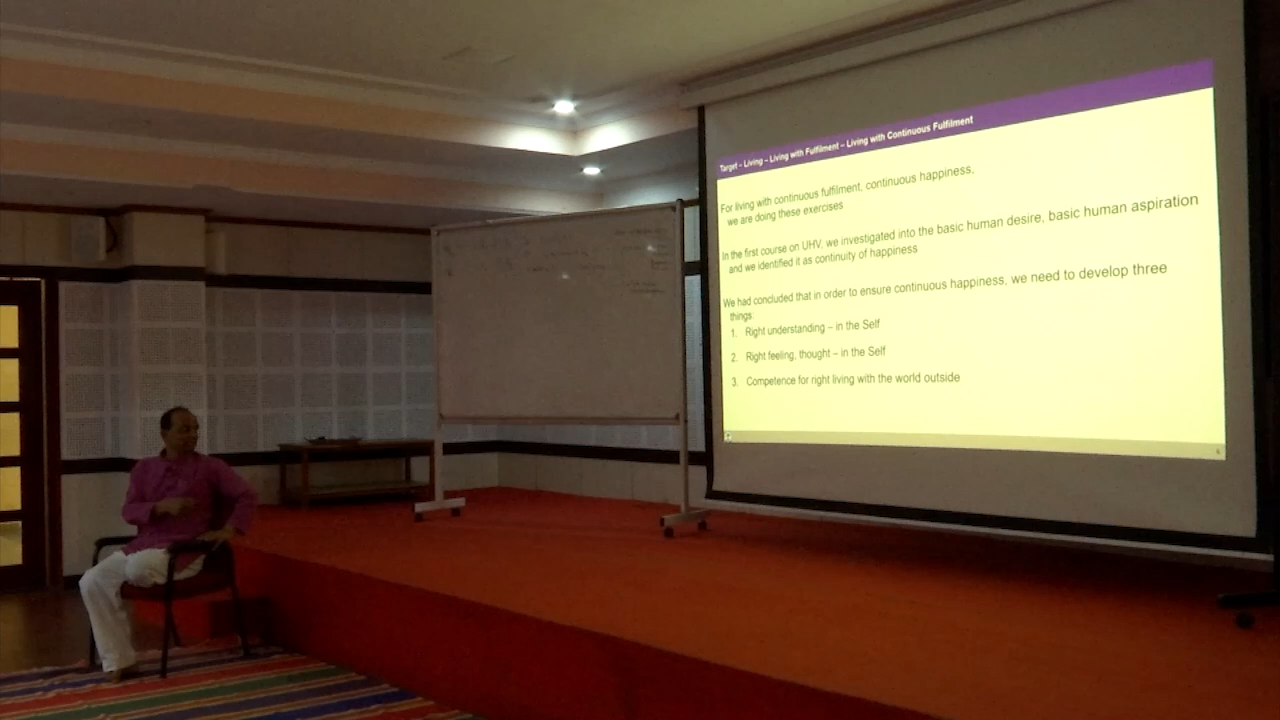 Target – Living – Living with Fulfilment – Living with Continuous Fulfilment
For living with continuous fulfilment, continuous happiness,
we are doing these exercises
In the first course on UHV, we investigated into the basic human desire, basic human aspiration
and we identified it as continuity of happiness
We had concluded that in order to ensure continuous happiness, we need to develop three
things:
1. Right understanding – in the Self
2. Right feeling, thought – in the Self
3. Competence for right living with the world outside